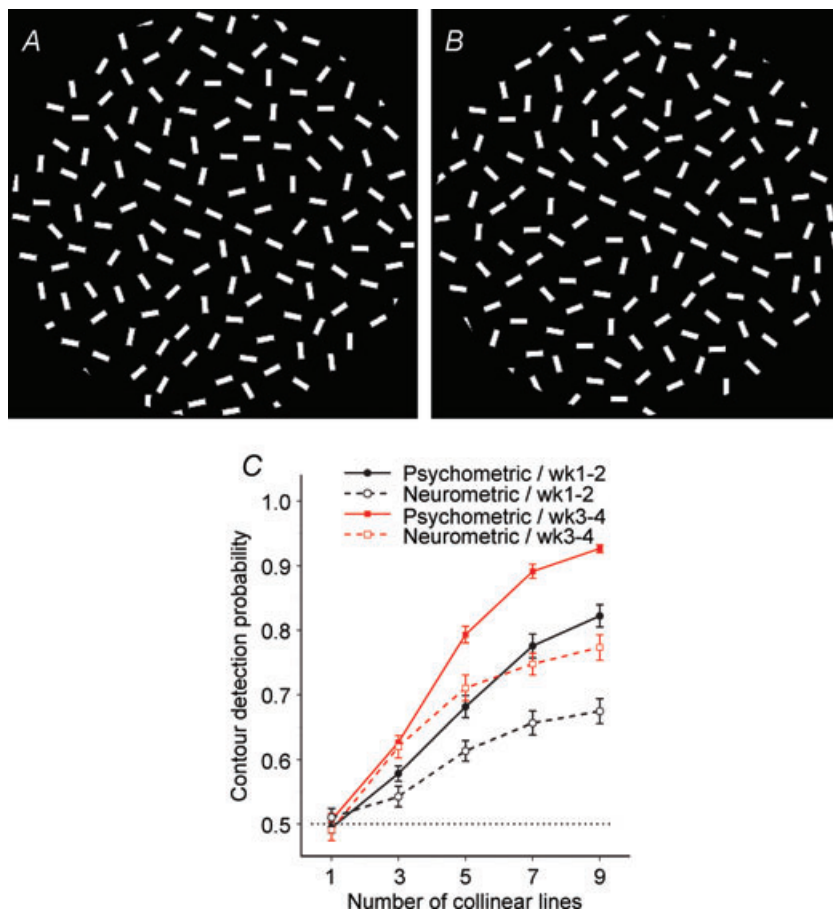 A
B
C
Psychometric / wk1-2
Neurometric / wk1-2
Psychometric / wk3-4
Neurometric / wk3-4
Contour detection probability
1.0
0.9
0.8
0.7
0.6
0.5
1 3 5 7 9
Number of collinear lines